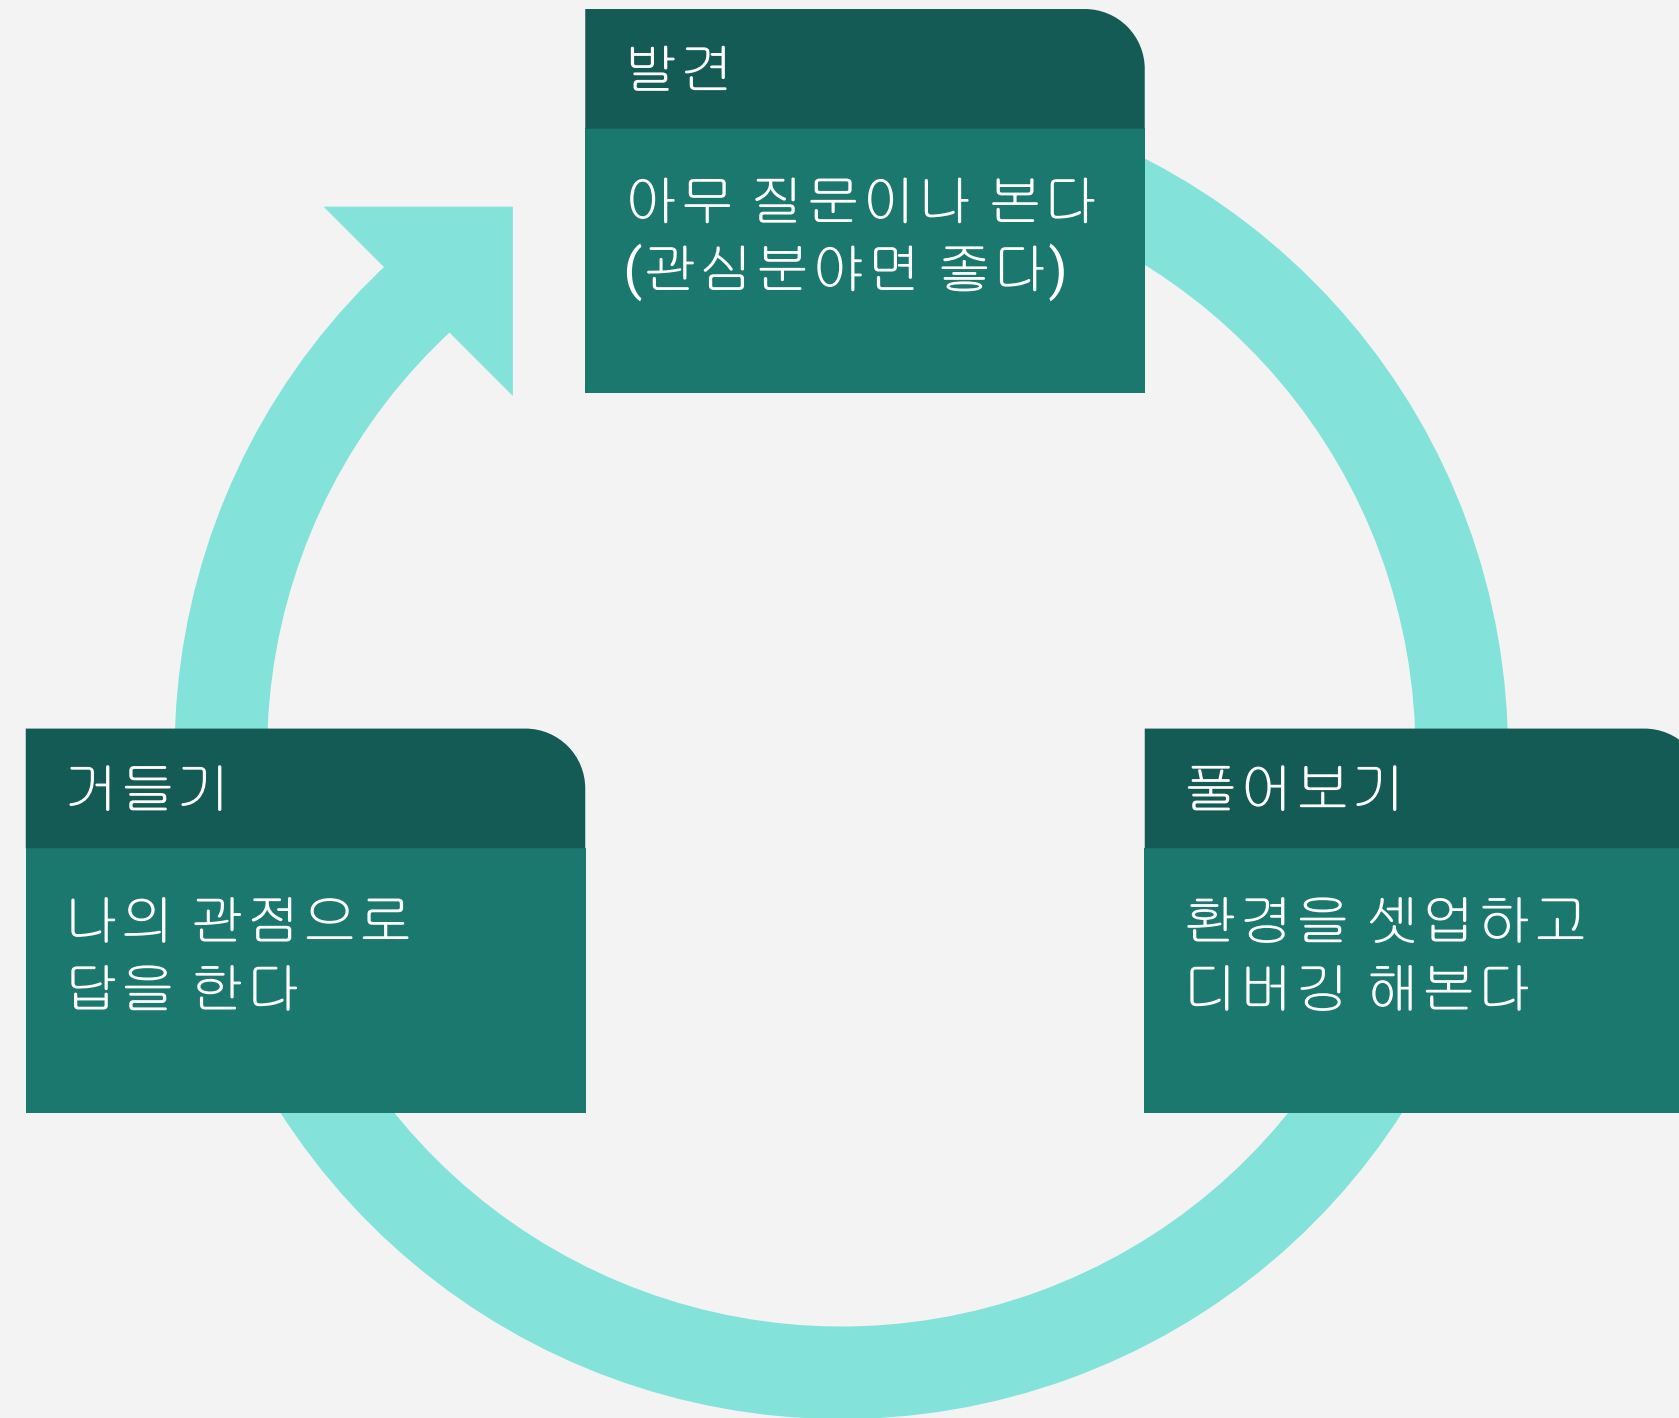 발견
아무 질문이나 본다
(관심분야면 좋다)
풀어보기
환경을 셋업하고
디버깅 해본다
거들기
나의 관점으로
답을 한다